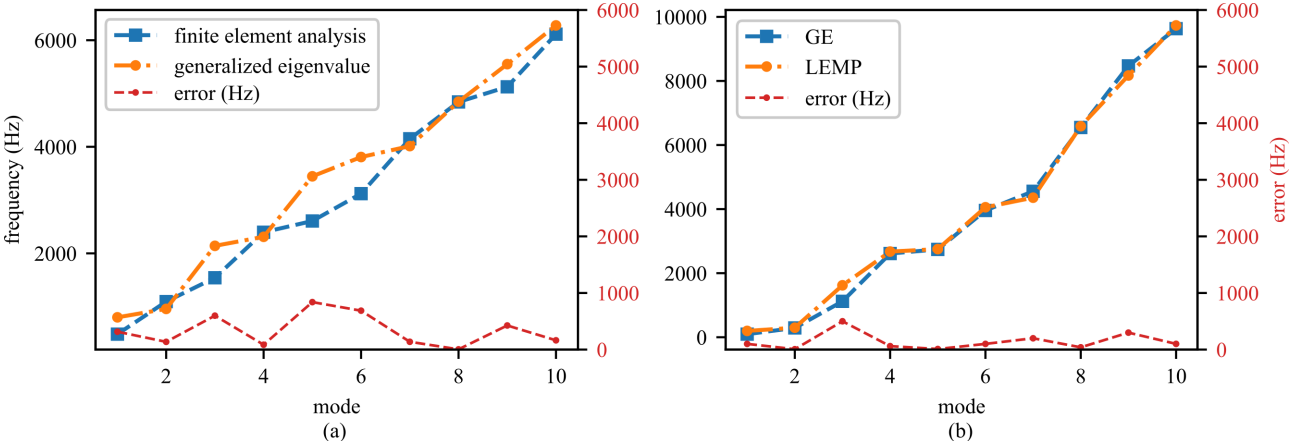 finite element analysis
generalized eigenvalue
error (Hz)
frequency (Hz)
6000
4000
2000
6000
5000
4000
3000
2000
1000
0
2
4
6
8
10
mode
(a)
GE
LEMP
error (Hz)
10000
8000
6000
4000
2000
0
6000
5000
4000
3000
2000
1000
0
error (Hz)
2
4
6
8
10
mode
(b)